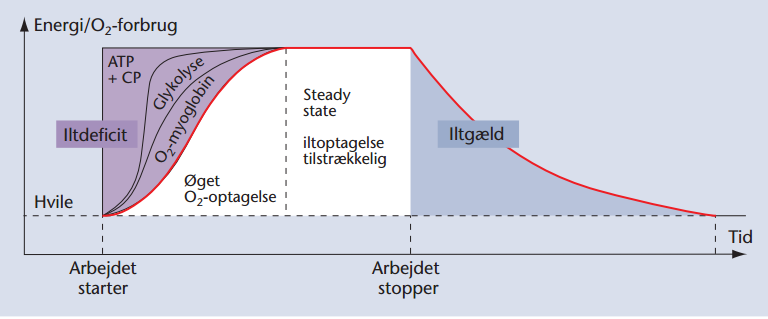 Energi/O₂-forbrug
ATP
+ CP
Glykolyse
O₂-myoglobin
Iltdeficit
Øget
O₂-optagelse
Steady
state
iltoptagelse
tilstrækkelig
Iltgæld
Hvile
Tid
Arbejdet
starter
Arbejdet
stopper